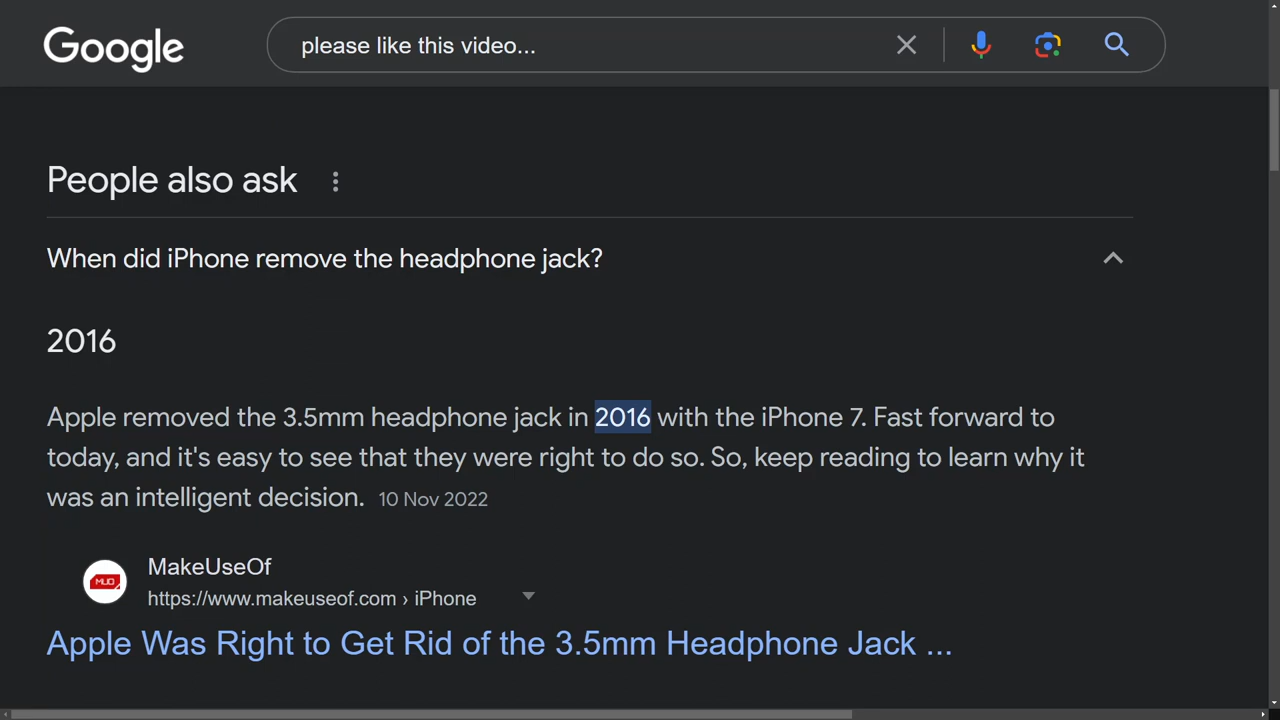 Google
please like this video...
People also ask
When did iPhone remove the headphone jack?
2016
Apple removed the 3.5mm headphone jack in 2016 with the iPhone 7. Fast forward to
today, and it's easy to see that they were right to do so. So, keep reading to learn why it
was an intelligent decision. 10 Nov 2022
MUO
MakeUseOf
https://www.makeuseof.com › iPhone
Apple Was Right to Get Rid of the 3.5mm Headphone Jack ...